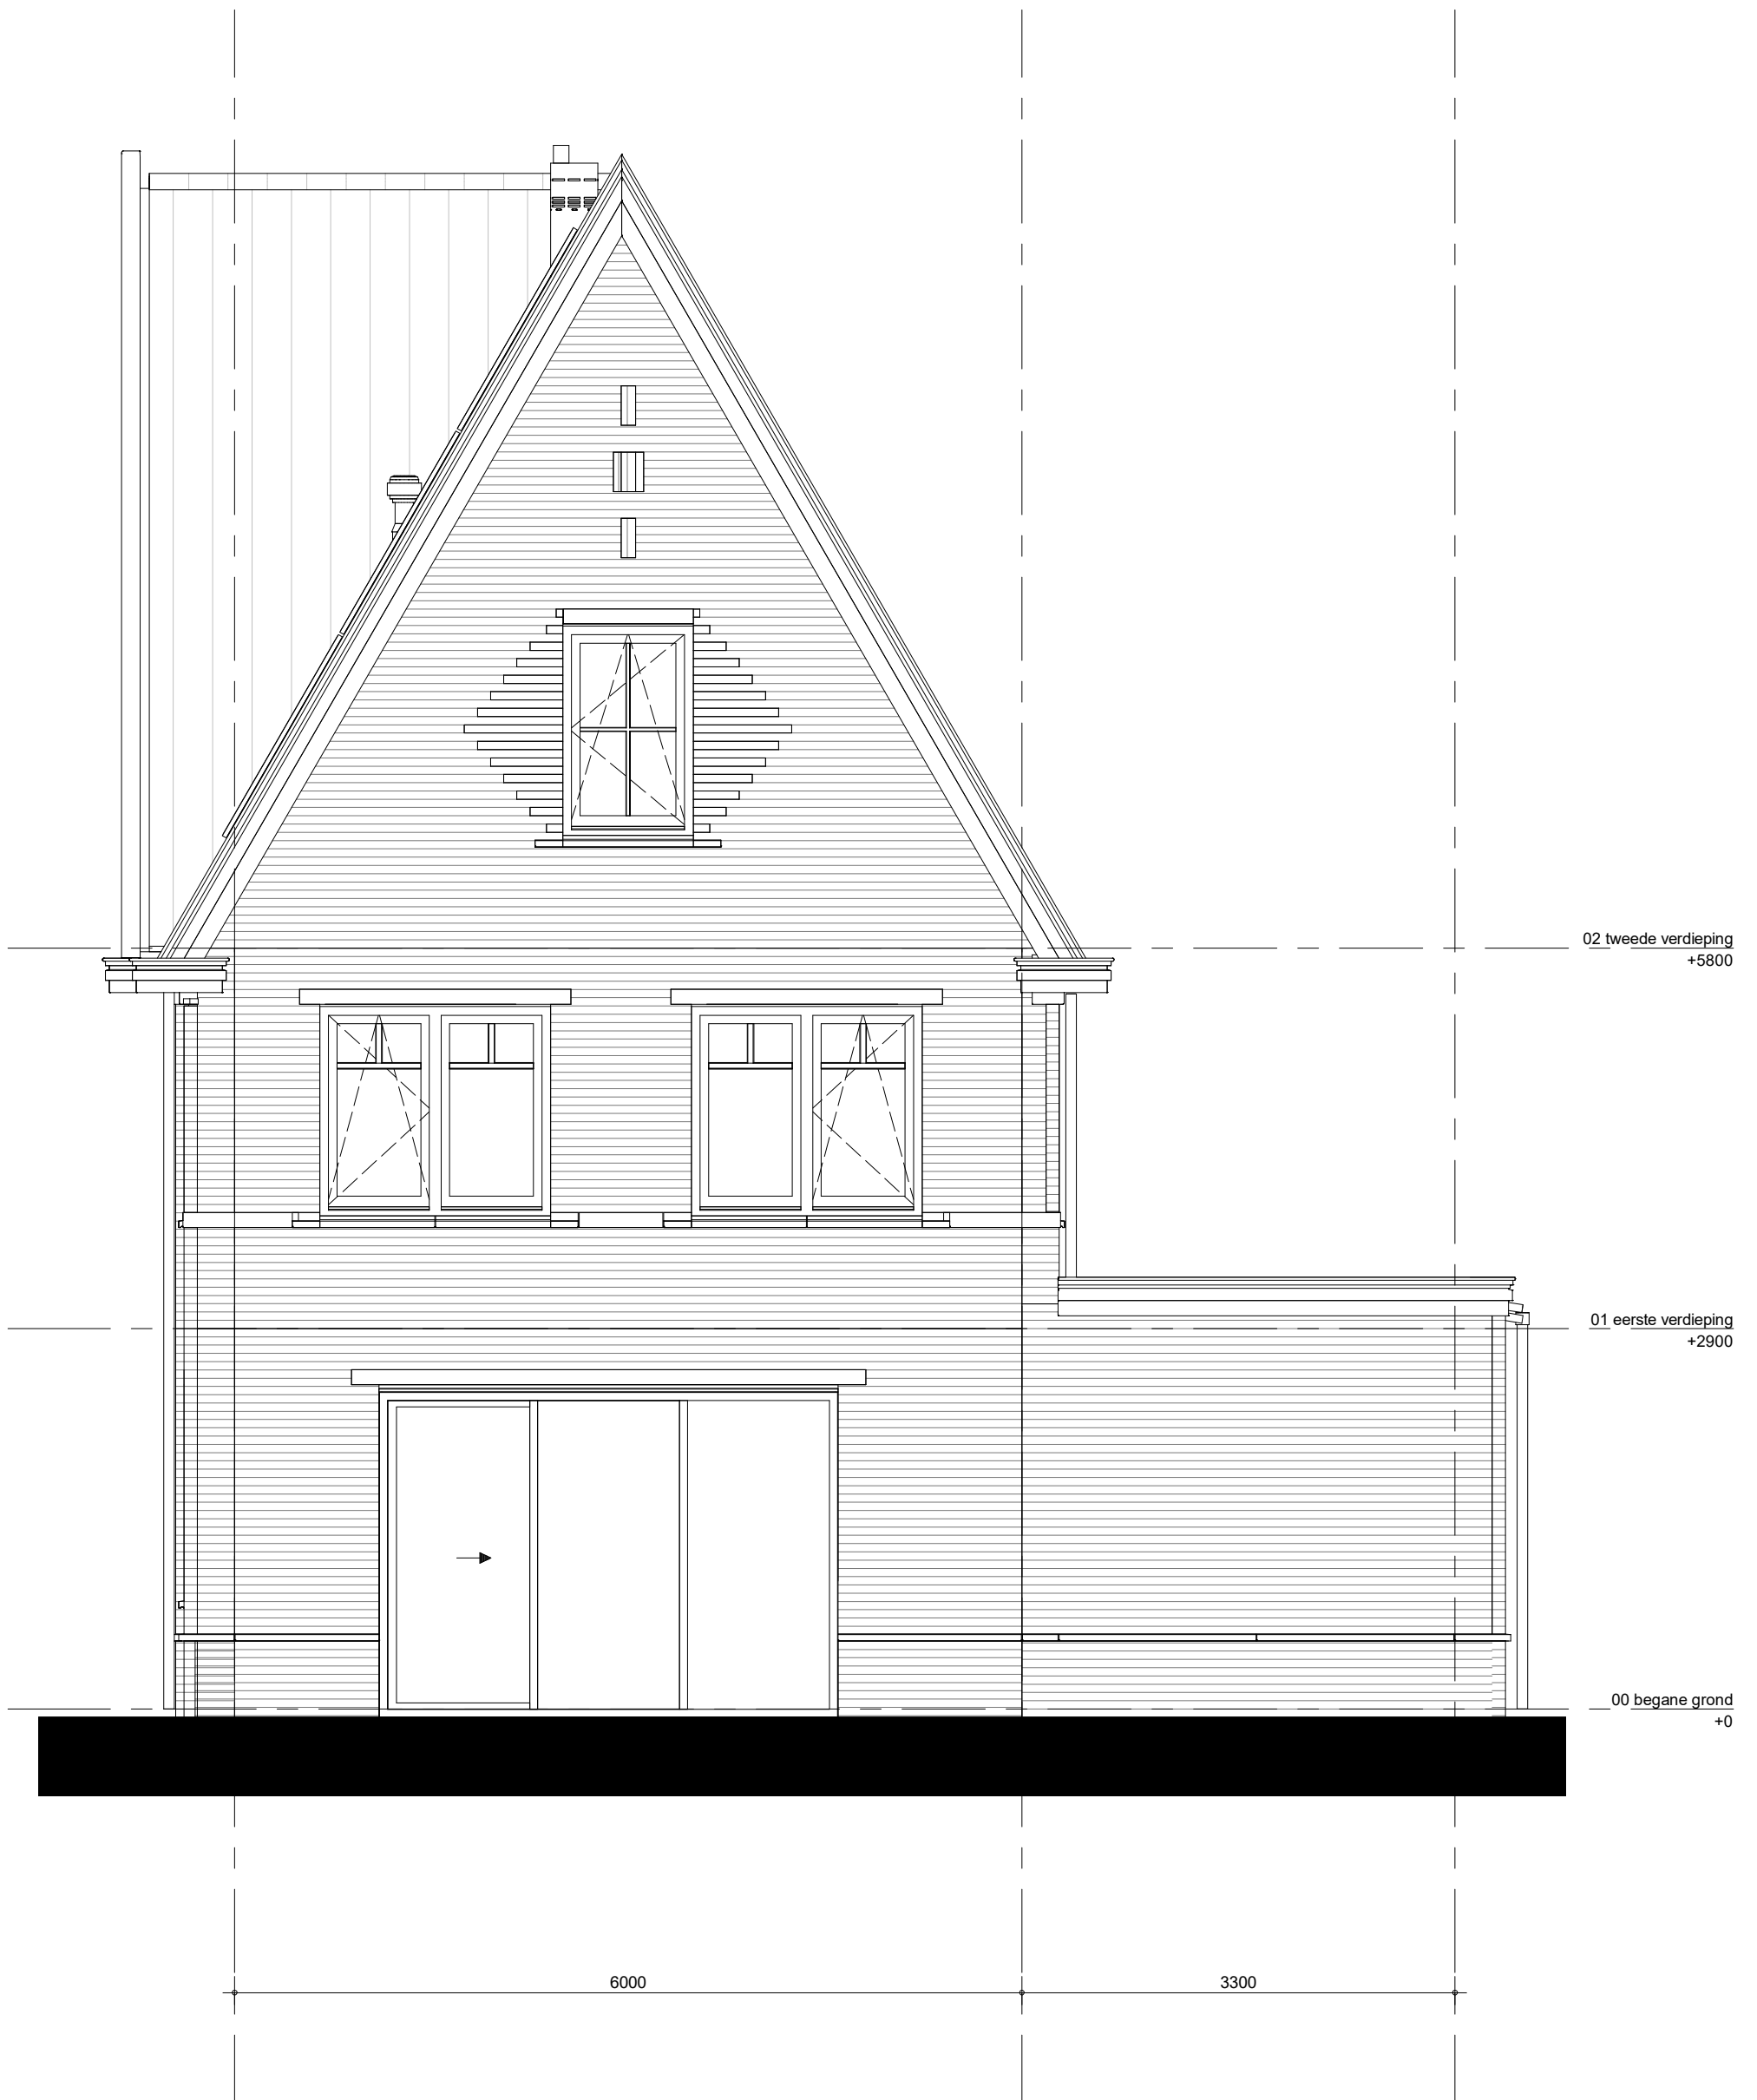 02 tweede verdieping
+5800
01 eerste verdieping
+2900
00 begane grond
+0
6000
3300